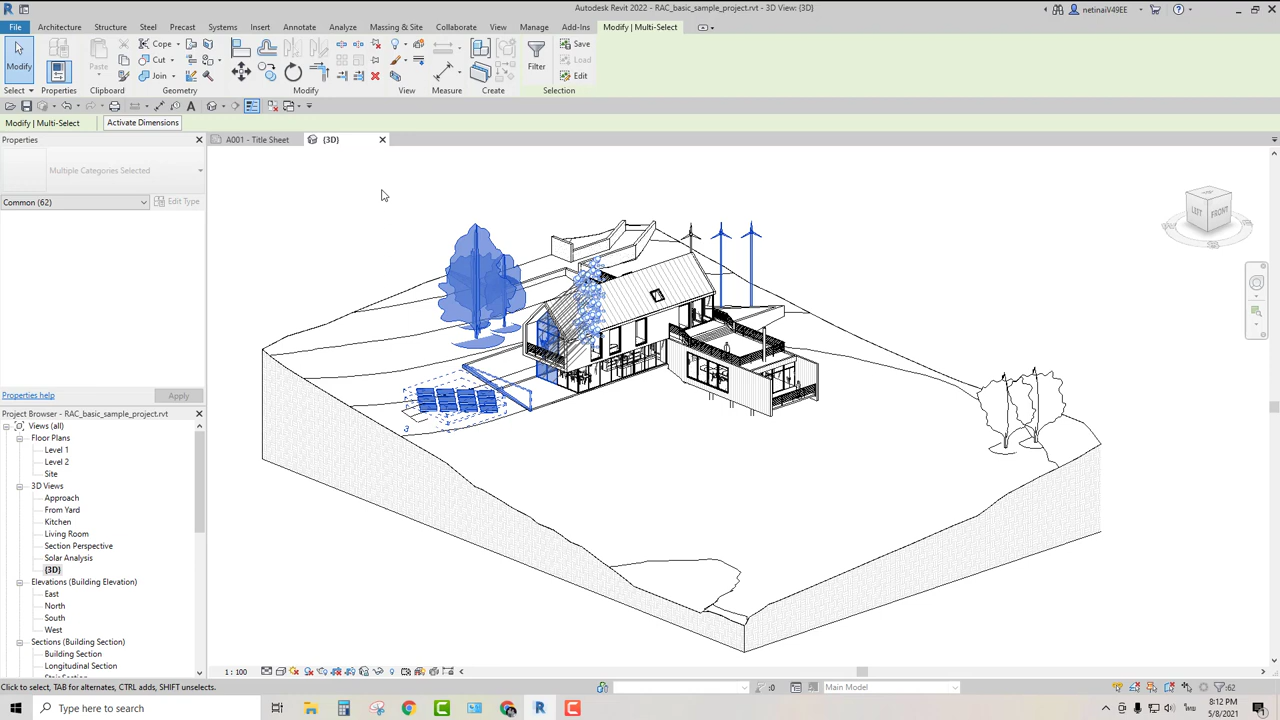 Autodesk Revit 2022 - RAC_basic_sample_project.rvt - 3D View: {3D}
netinaiV49EE
File Architecture Structure Steel Precast Systems Insert Annotate Analyze Massing & Site Collaborate View Manage Add-Ins Modify | Multi-Select
Cope
Save
Paste
Cut
Load
Modify
Join
Filter
Edit
Select Properties Clipboard Geometry Modify View Measure Create Selection
Modify | Multi-Select Activate Dimensions
Properties
A001 - Title Sheet {3D}
Multiple Categories Selected
Common (62) Edit Type
TOP
LEFT FRONT
3
Properties help Apply
Project Browser - RAC_basic_sample_project.rvt
Views (all)
Floor Plans
Level 1
Level 2
Site
3D Views
Approach
From Yard
Kitchen
Living Room
Section Perspective
Solar Analysis
{3D}
Elevations (Building Elevation)
East
North
South
West
Sections (Building Section)
Building Section
Longitudinal Section
1 : 100
Click to select, TAB for alternates, CTRL adds, SHIFT unselects.
:0 Main Model :62
Type here to search
8:12 PM
5/8/2021